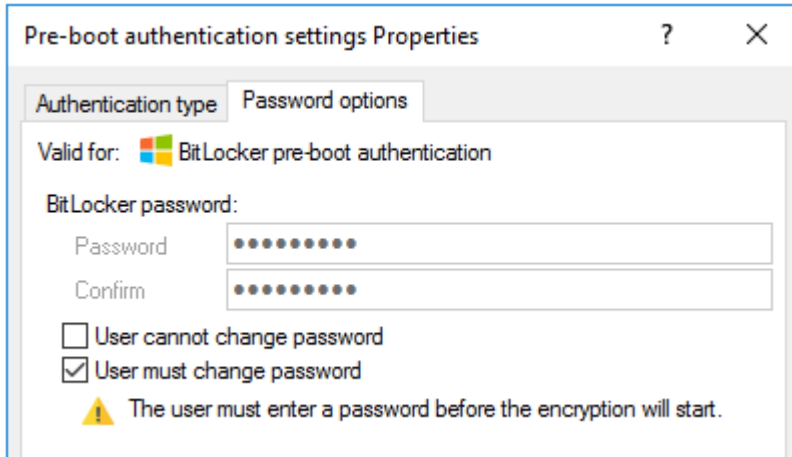 Pre-boot authentication settings Properties ?
Authentication type Password options
Valid for: BitLocker pre-boot authentication
BitLocker password:
Password •••••••••
Confirm •••••••••
User cannot change password
User must change password
The user must enter a password before the encryption will start.